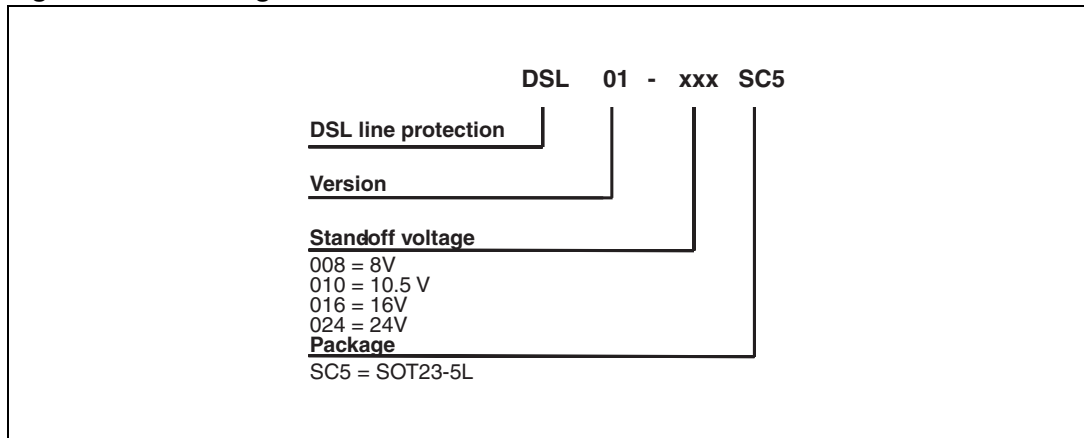 DSL 01 - xxx SC5
DSL line protection
Version
Standoff voltage
008 = 8V
010 = 10.5 V
016 = 16V
024 = 24V
Package
SC5 = SOT23-5L